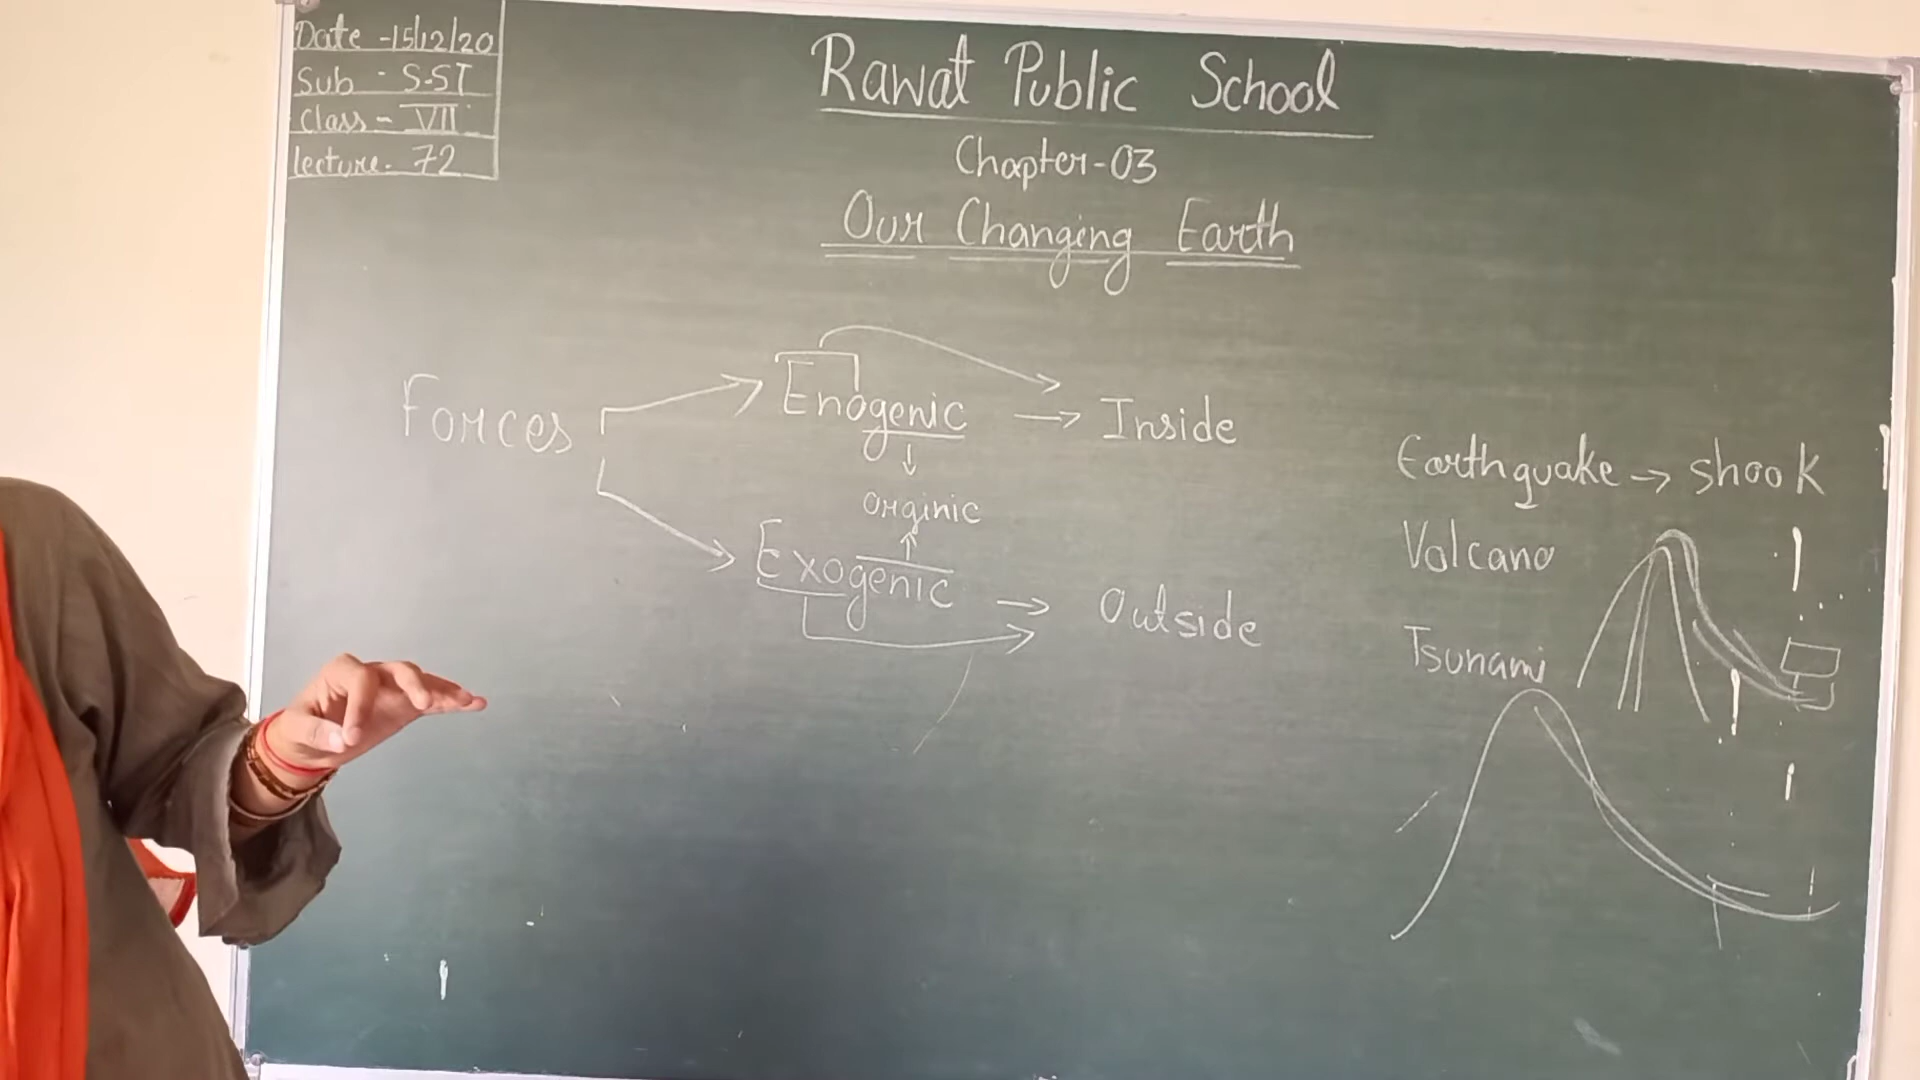 Date -15/12/20
Sub - S.ST
Class - VII
lecture - 72
Rawat Public School
Chapter-03
Our Changing Earth
Forces
Enogenic → Inside
↓
orginic
↑
Exogenic → Outside
Earthquake → shook
Volcano
Tsunami